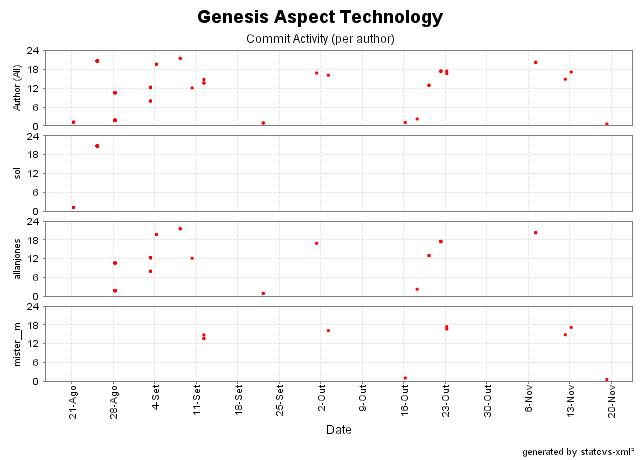 Genesis Aspect Technology
Commit Activity (per author)
Author (All)
24
18
12
6
0
sol
24
18
12
6
0
allanjones
24
18
12
6
0
mister__m
24
18
12
6
0
21-Ago
28-Ago
4-Set
11-Set
18-Set
25-Set
2-Out
9-Out
16-Out
23-Out
30-Out
6-Nov
13-Nov
20-Nov
Date
generated by statcvs-xml²